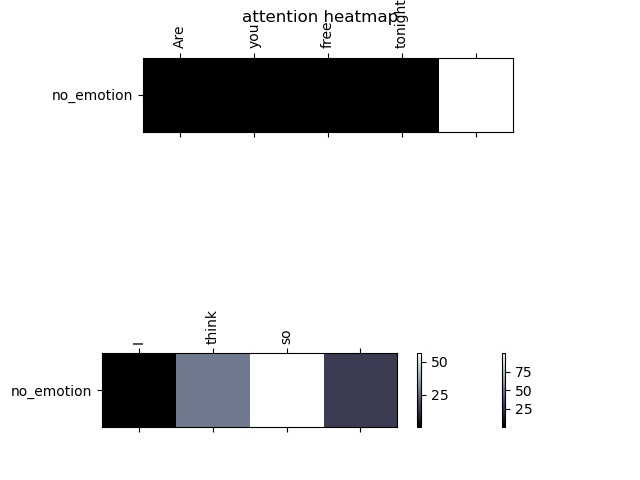 attention heatmap
Are you free tonight
no_emotion
I think so
no_emotion
50
25
75
50
25